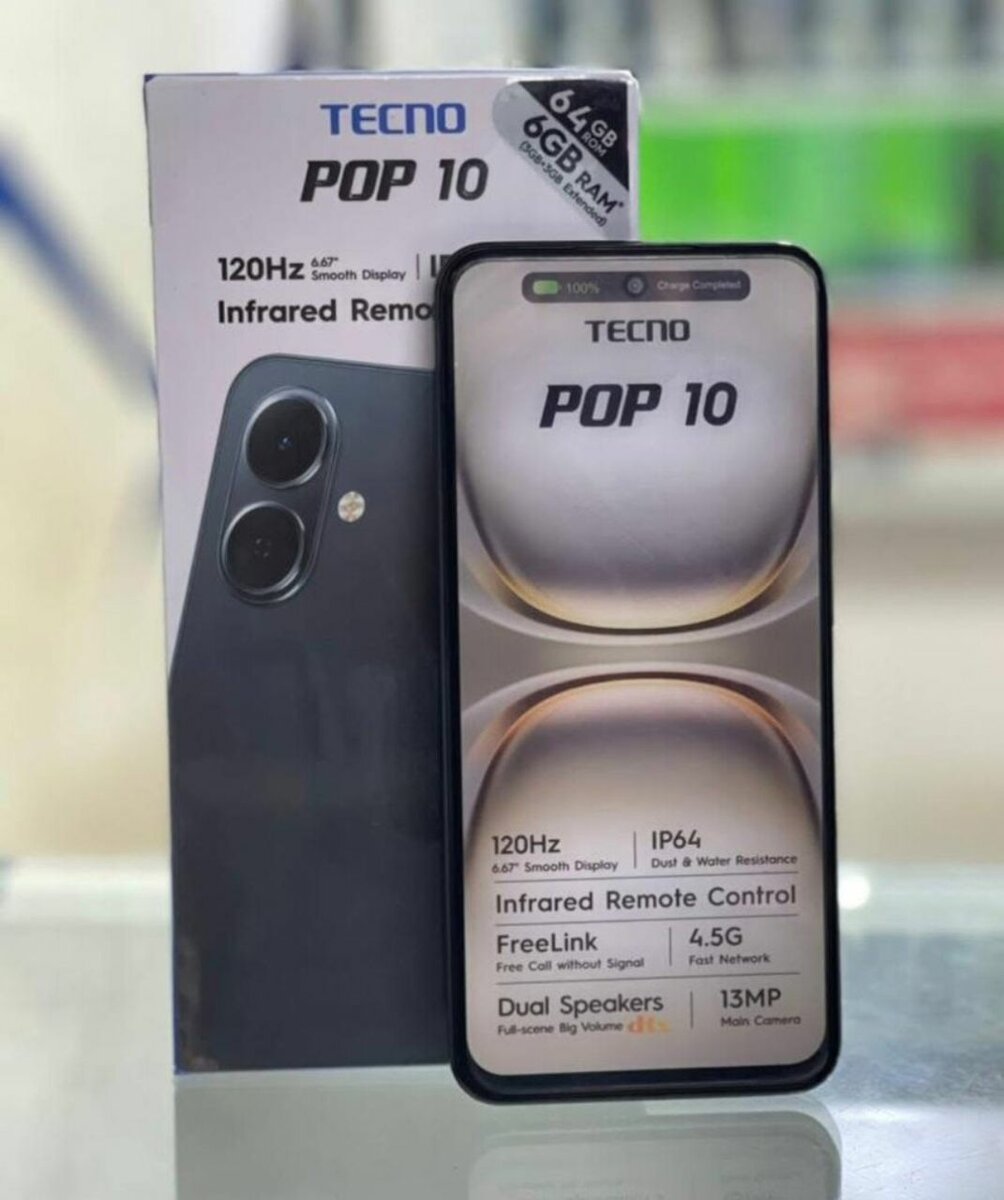 TECNO
POP 10
64GB
ROM
6GB RAM*
(3GB+3GB Extended)
120Hz 6.67"
Smooth Display
Infrared Remo
100%
Charge Completed
TECNO
POP 10
120Hz
6.67" Smooth Display
IP64
Dust & Water Resistance
Infrared Remote Control
FreeLink
Free Call without Signal
4.5G
Fast Network
Dual Speakers
Full-scene Big Volume dts
13MP
Main Camera